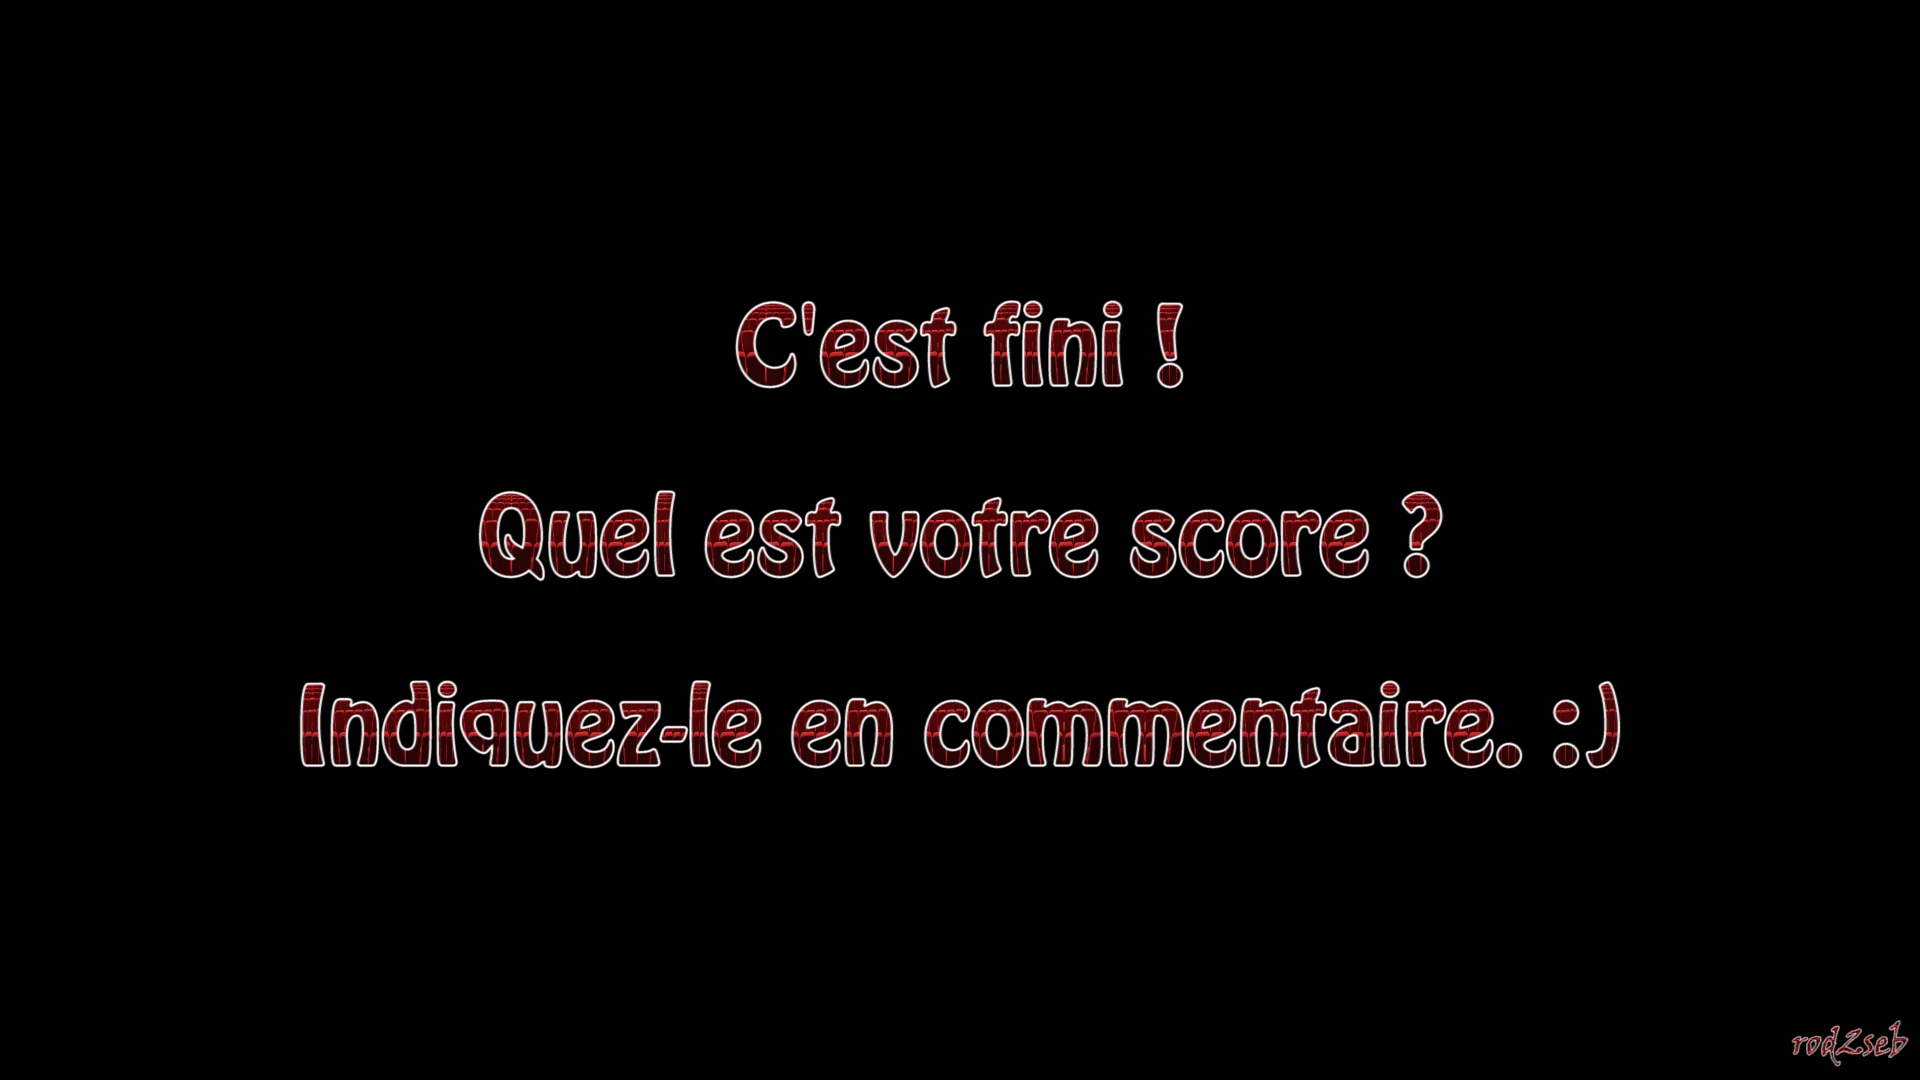 C'est fini !
Quel est votre score ?
Indiquez-le en commentaire. :)
rod2seb